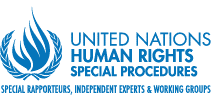 UNITED NATIONS
HUMAN RIGHTS
SPECIAL PROCEDURES
SPECIAL RAPPORTEURS, INDEPENDENT EXPERTS & WORKING GROUPS